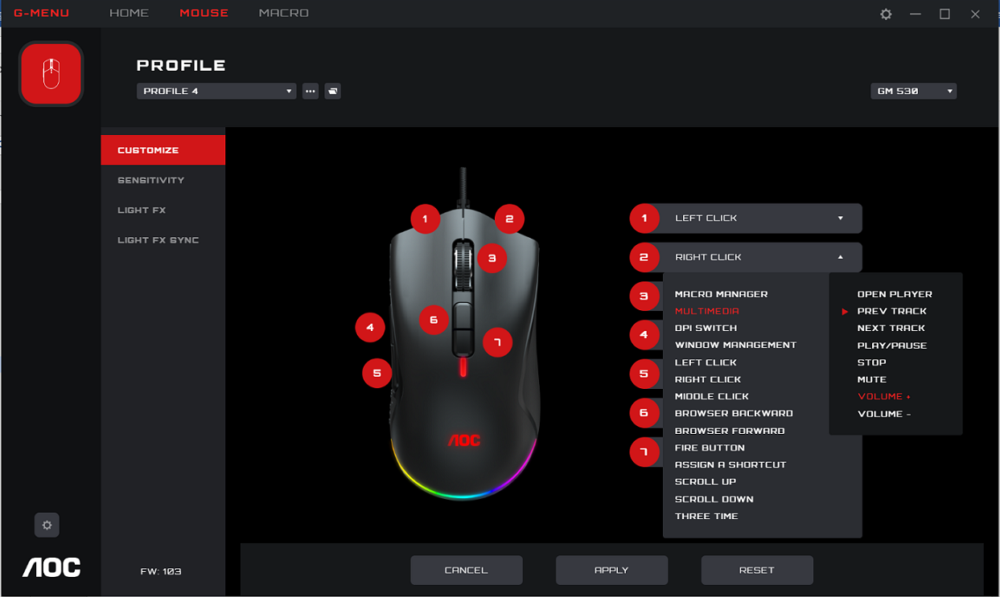 G-MENU HOME MOUSE MACRO
PROFILE
PROFILE 4 ... GM 530
CUSTOMIZE
SENSITIVITY
LIGHT FX
LIGHT FX SYNC
1
2
3
4
5
6
7
AOC
1 LEFT CLICK
2 RIGHT CLICK
3
4
5
6
7
MACRO MANAGER
MULTIMEDIA
DPI SWITCH
WINDOW MANAGEMENT
LEFT CLICK
RIGHT CLICK
MIDDLE CLICK
BROWSER BACKWARD
BROWSER FORWARD
FIRE BUTTON
ASSIGN A SHORTCUT
SCROLL UP
SCROLL DOWN
THREE TIME
OPEN PLAYER
PREV TRACK
NEXT TRACK
PLAY/PAUSE
STOP
MUTE
VOLUME +
VOLUME -
AOC
FW: 103
CANCEL APPLY RESET